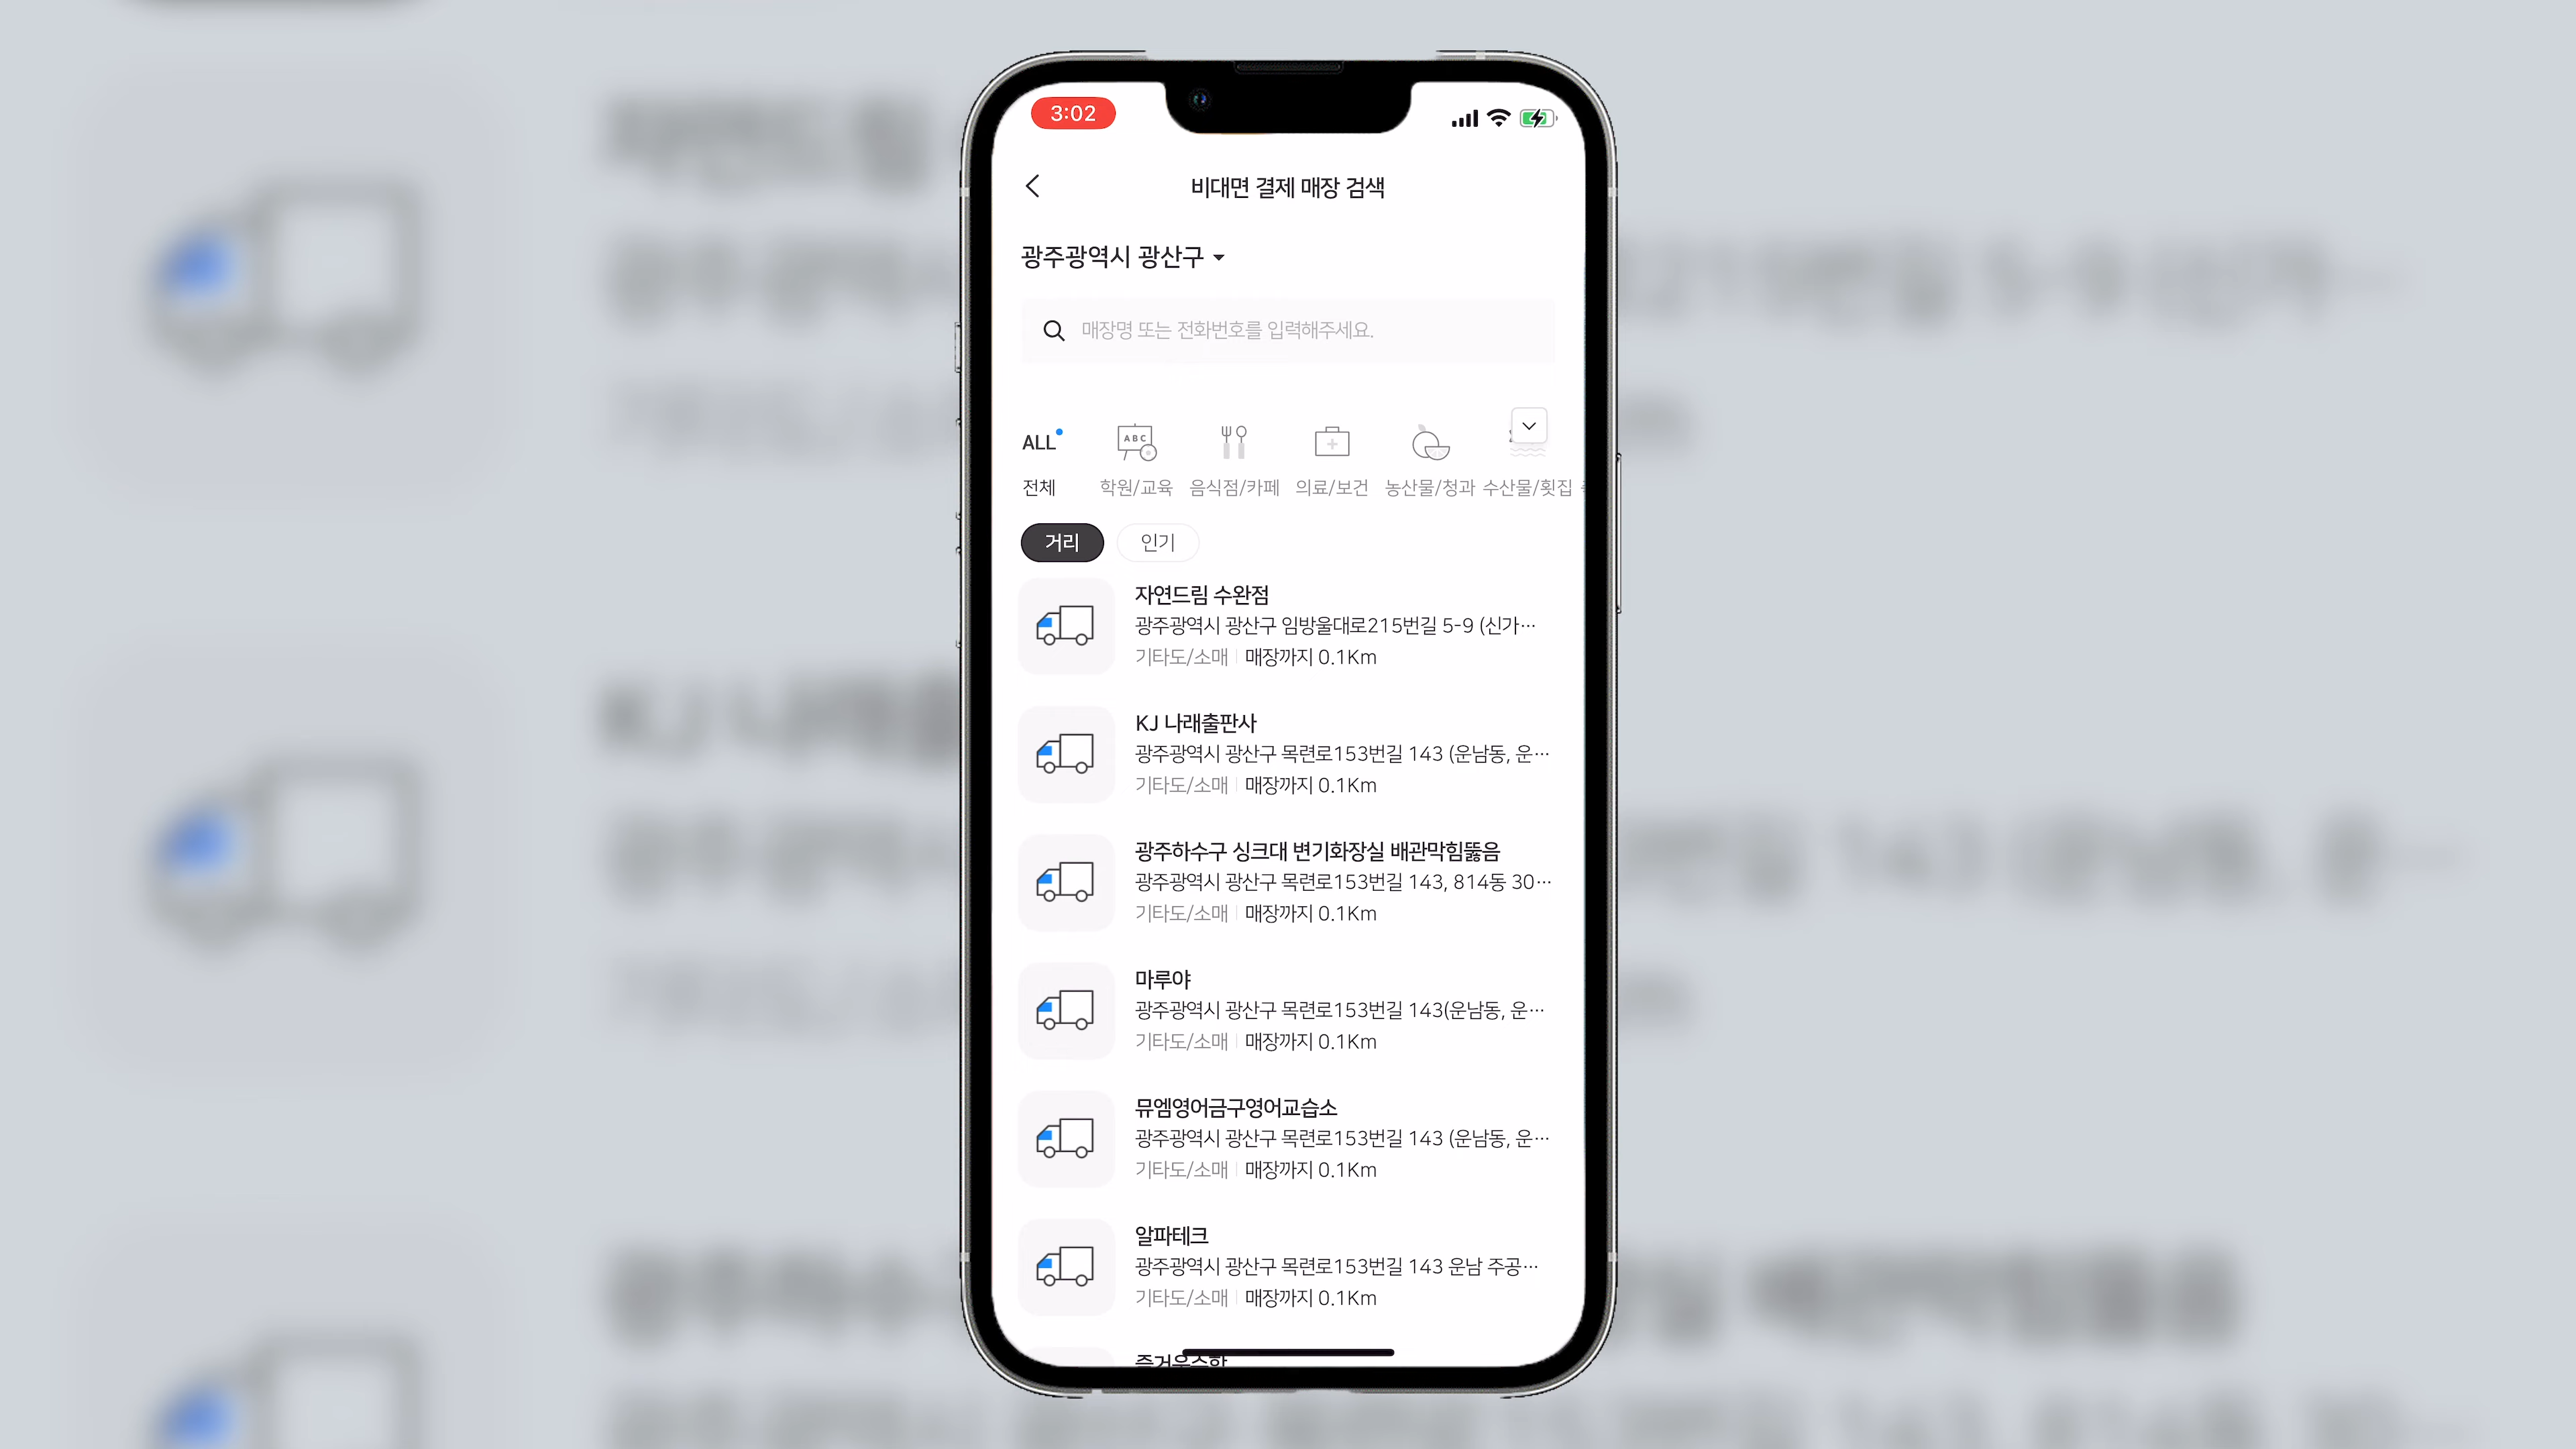 3:02
비대면 결제 매장 검색
광주광역시 광산구
매장명 또는 전화번호를 입력해주세요.
ALL
ABC
전체
학원/교육
음식점/카페
의료/보건
농산물/청과
수산물/횟집
거리
인기
자연드림 수완점
광주광역시 광산구 임방울대로215번길 5-9 (신가…
기타도/소매 매장까지 0.1Km
KJ 나래출판사
광주광역시 광산구 목련로153번길 143 (운남동, 운…
기타도/소매 매장까지 0.1Km
광주하수구 싱크대 변기화장실 배관막힘뚫음
광주광역시 광산구 목련로153번길 143, 814동 30…
기타도/소매 매장까지 0.1Km
마루야
광주광역시 광산구 목련로153번길 143(운남동, 운…
기타도/소매 매장까지 0.1Km
뮤엠영어금구영어교습소
광주광역시 광산구 목련로153번길 143 (운남동, 운…
기타도/소매 매장까지 0.1Km
알파테크
광주광역시 광산구 목련로153번길 143 운남 주공…
기타도/소매 매장까지 0.1Km